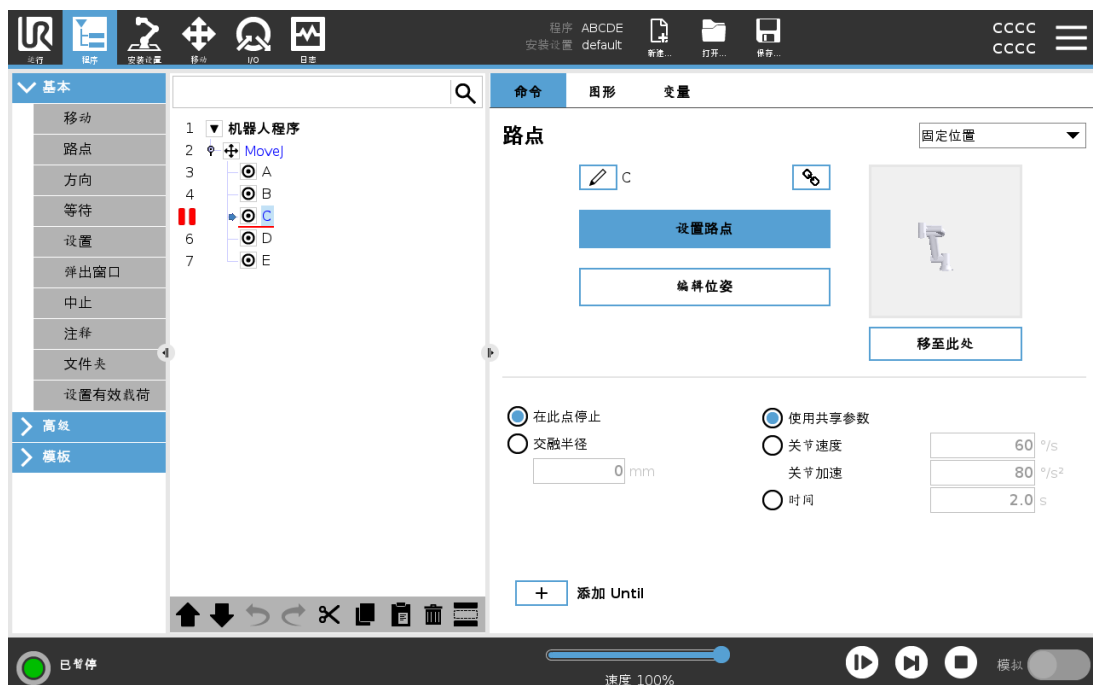 UR
运行 程序 安装设置 移动 I/O 日志
程序 ABCDE
安装设置 default
新建... 打开... 保存...
CCCC
CCCC
基本
移动
路点
方向
等待
设置
弹出窗口
中止
注释
文件夹
设置有效载荷
高级
模板
1 机器人程序
2 MoveJ
3 A
4 B
C
6 D
7 E
命令 图形 变量
路点
固定位置
C
设置路点
编辑位姿
移至此处
在此点停止
交融半径
0 mm
使用共享参数
关节速度 60 °/s
关节加速 80 °/s²
时间 2.0 s
+ 添加 Until
已暂停
速度 100%
模拟